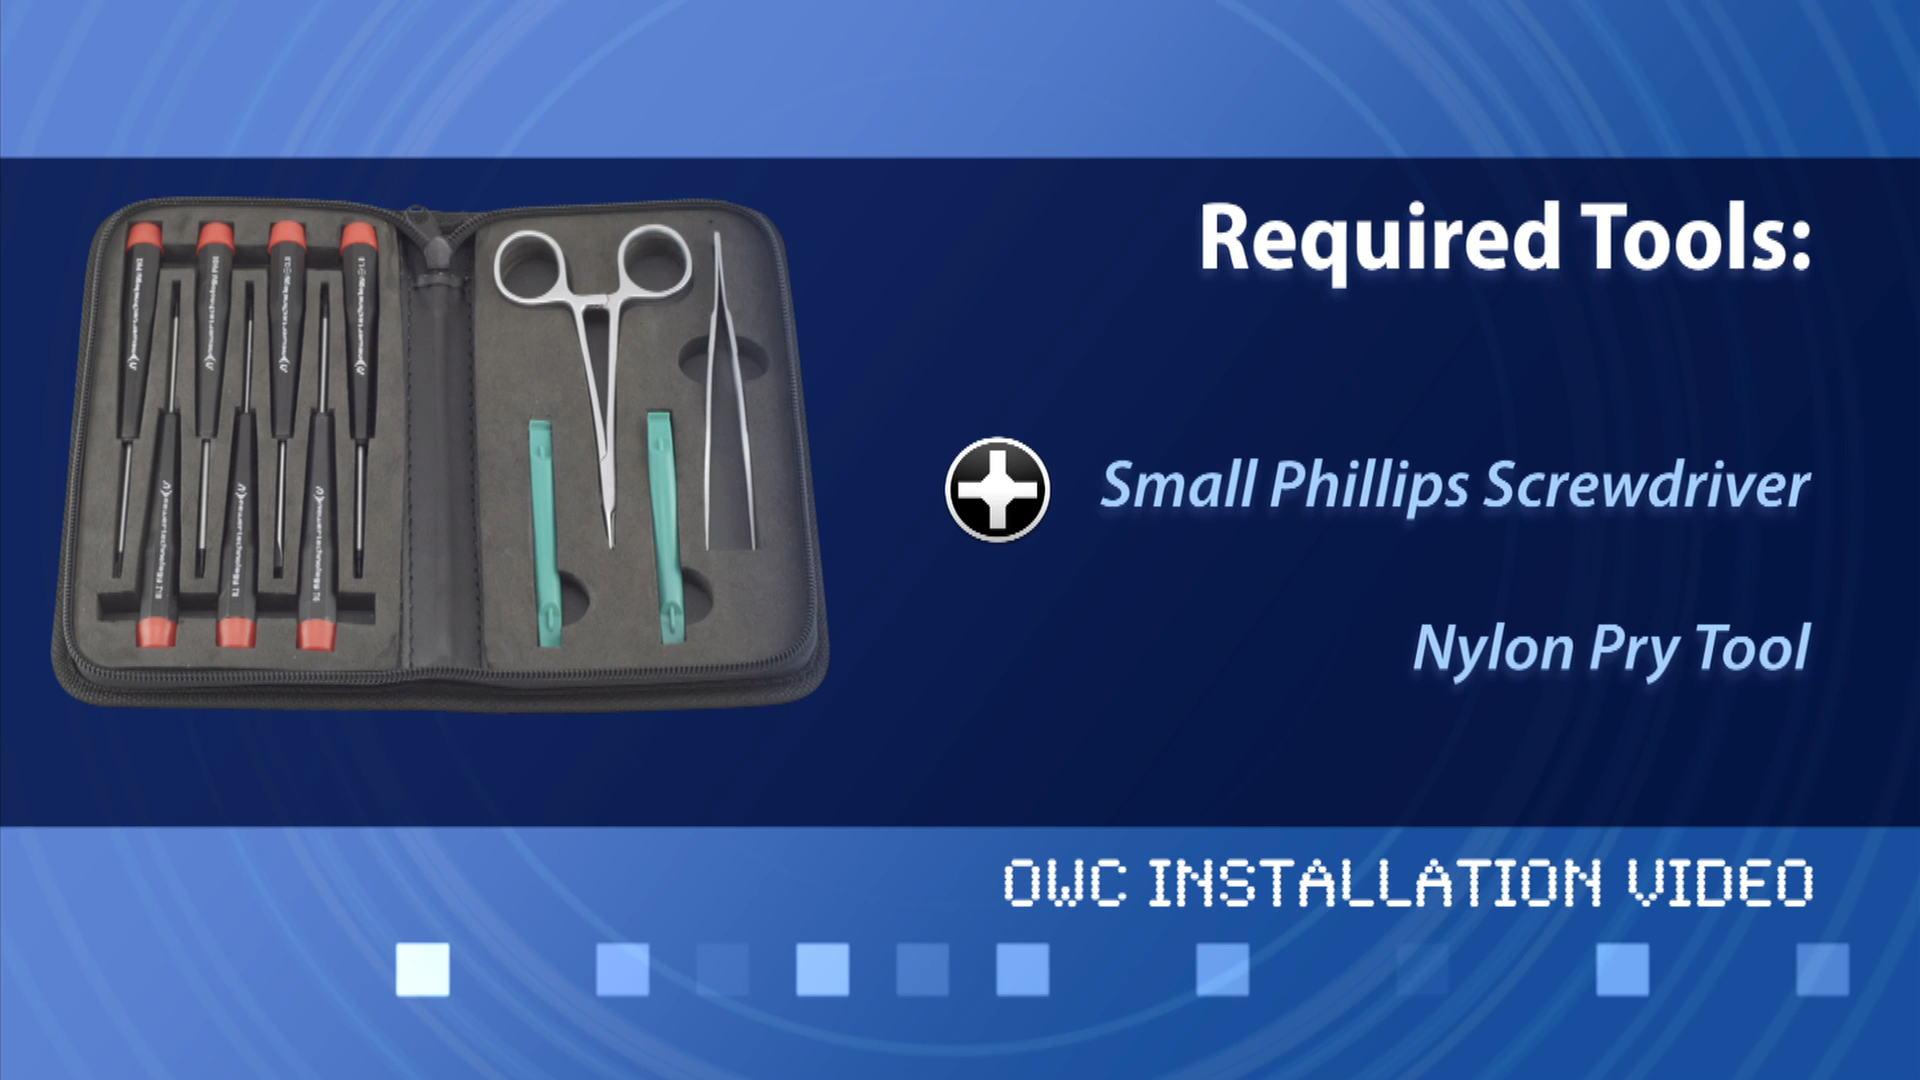 Required Tools:
Small Phillips Screwdriver
Nylon Pry Tool
OWC INSTALLATION VIDEO